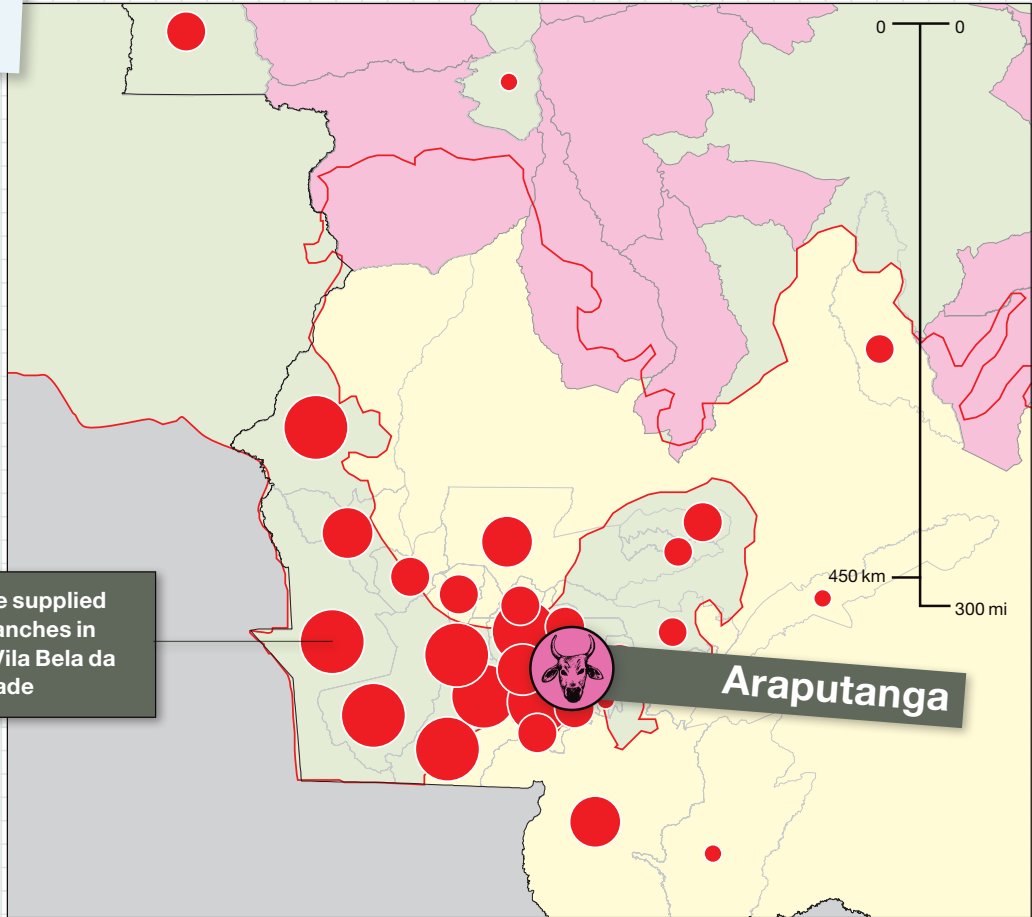 0 0
450 km
300 mi
e supplied
anches in
Vila Bela da
ade
Araputanga